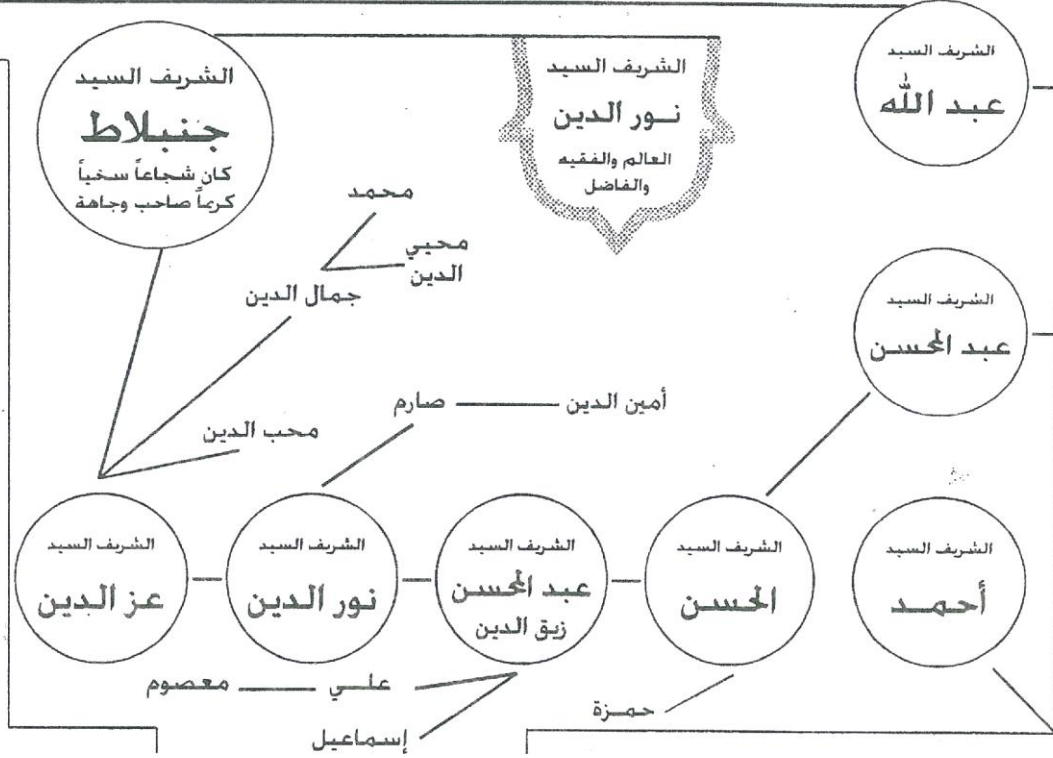 الشريف السيد
عبد الله
الشريف السيد
نور الدين
العالم والفقيه
والفاضل
الشريف السيد
جنبلاط
كان شجاعاً سخياً
كريماً صاحب وجاهة
محمد
محيي
الدين
جمال الدين
الشريف السيد
عبد المحسن
أمين الدين
صارم
محب الدين
الشريف السيد
أحمد
الشريف السيد
الحسن
الشريف السيد
عبد المحسن
زيق الدين
الشريف السيد
نور الدين
الشريف السيد
عز الدين
حمزة
علي
معصوم
إسماعيل